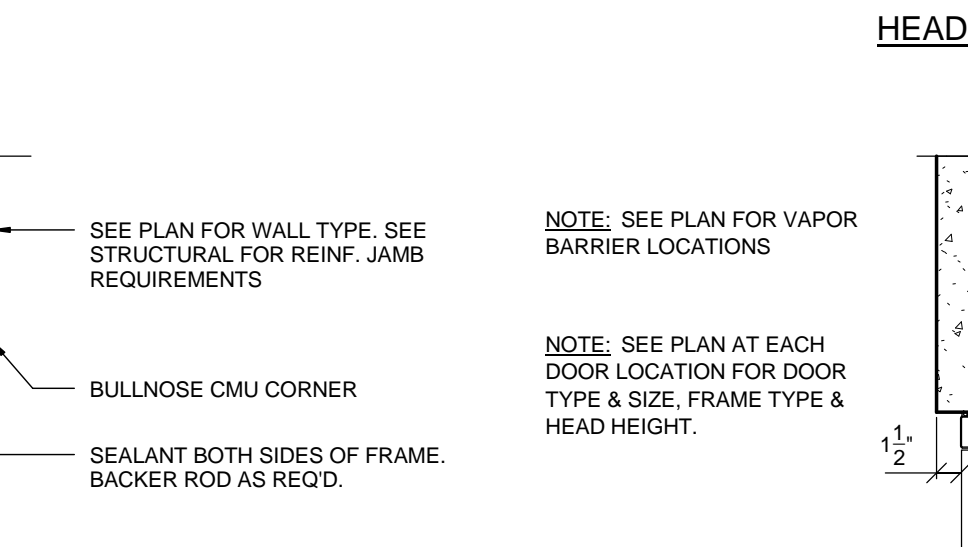 HEAD
SEE PLAN FOR WALL TYPE. SEE
STRUCTURAL FOR REINF. JAMB
REQUIREMENTS
BULLNOSE CMU CORNER
SEALANT BOTH SIDES OF FRAME.
BACKER ROD AS REQ'D.
NOTE: SEE PLAN FOR VAPOR
BARRIER LOCATIONS
NOTE: SEE PLAN AT EACH
DOOR LOCATION FOR DOOR
TYPE & SIZE, FRAME TYPE &
HEAD HEIGHT.
1 1/2"